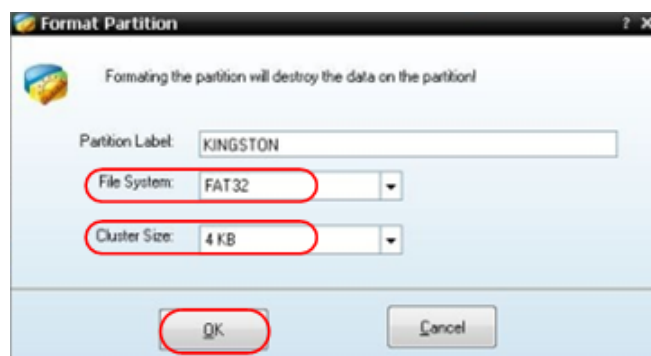 Format Partition ? X
Formating the partition will destroy the data on the partition!
Partition Label: KINGSTON
File System: FAT32
Cluster Size: 4 KB
OK Cancel